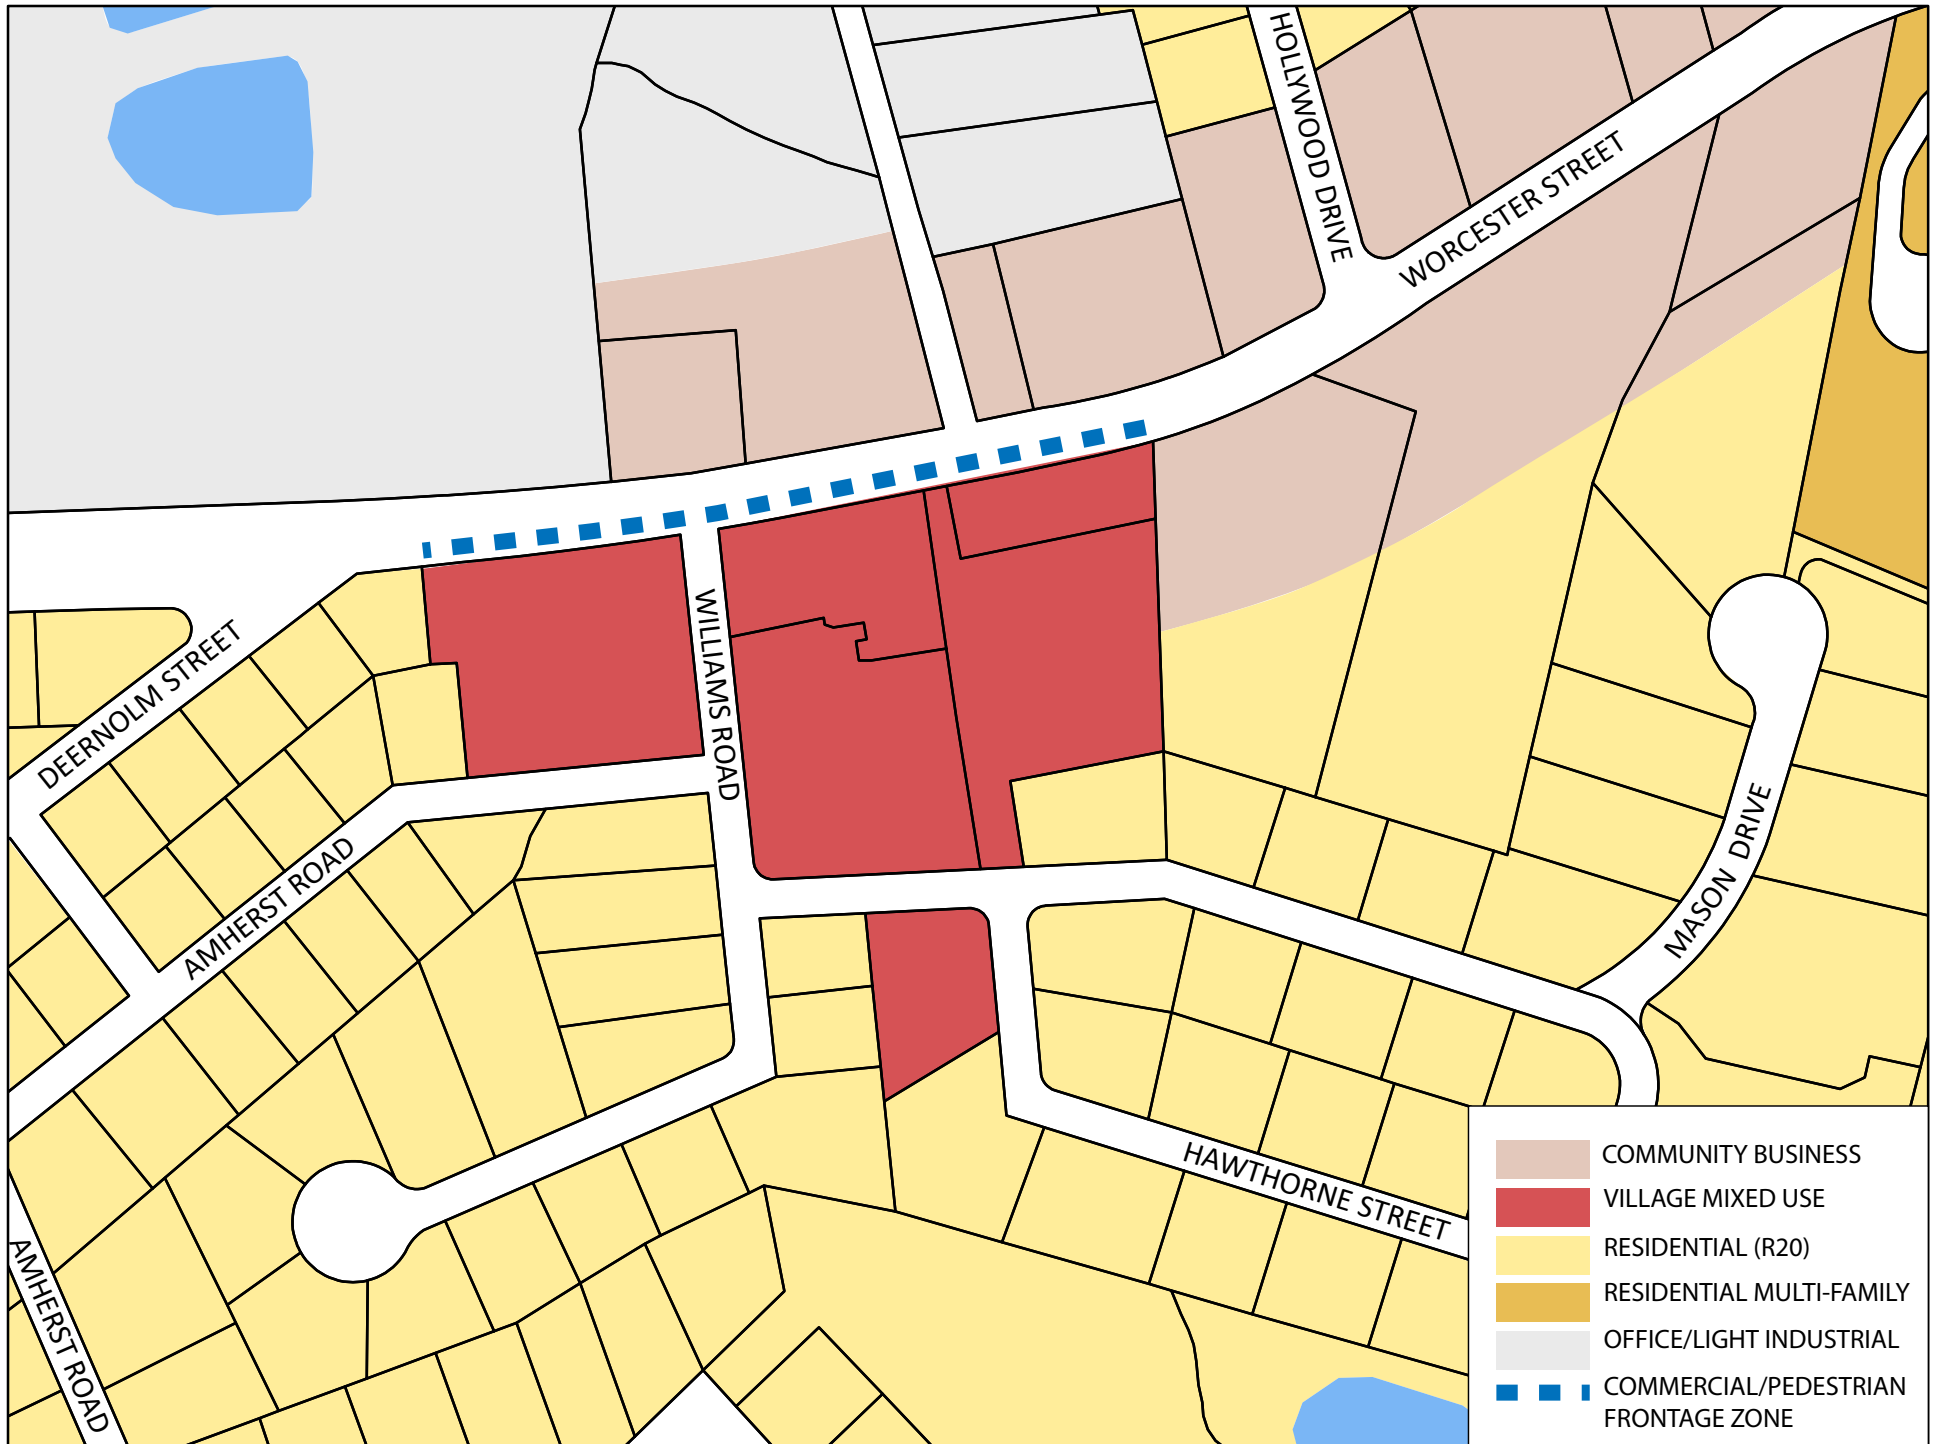 HOLLYWOOD DRIVE
WORCESTER STREET
DEERNOLM STREET
WILLIAMS ROAD
AMHERST ROAD
MASON DRIVE
HAWTHORNE STREET
AMHERST ROAD
COMMUNITY BUSINESS
VILLAGE MIXED USE
RESIDENTIAL (R20)
RESIDENTIAL MULTI-FAMILY
OFFICE/LIGHT INDUSTRIAL
COMMERCIAL/PEDESTRIAN
FRONTAGE ZONE